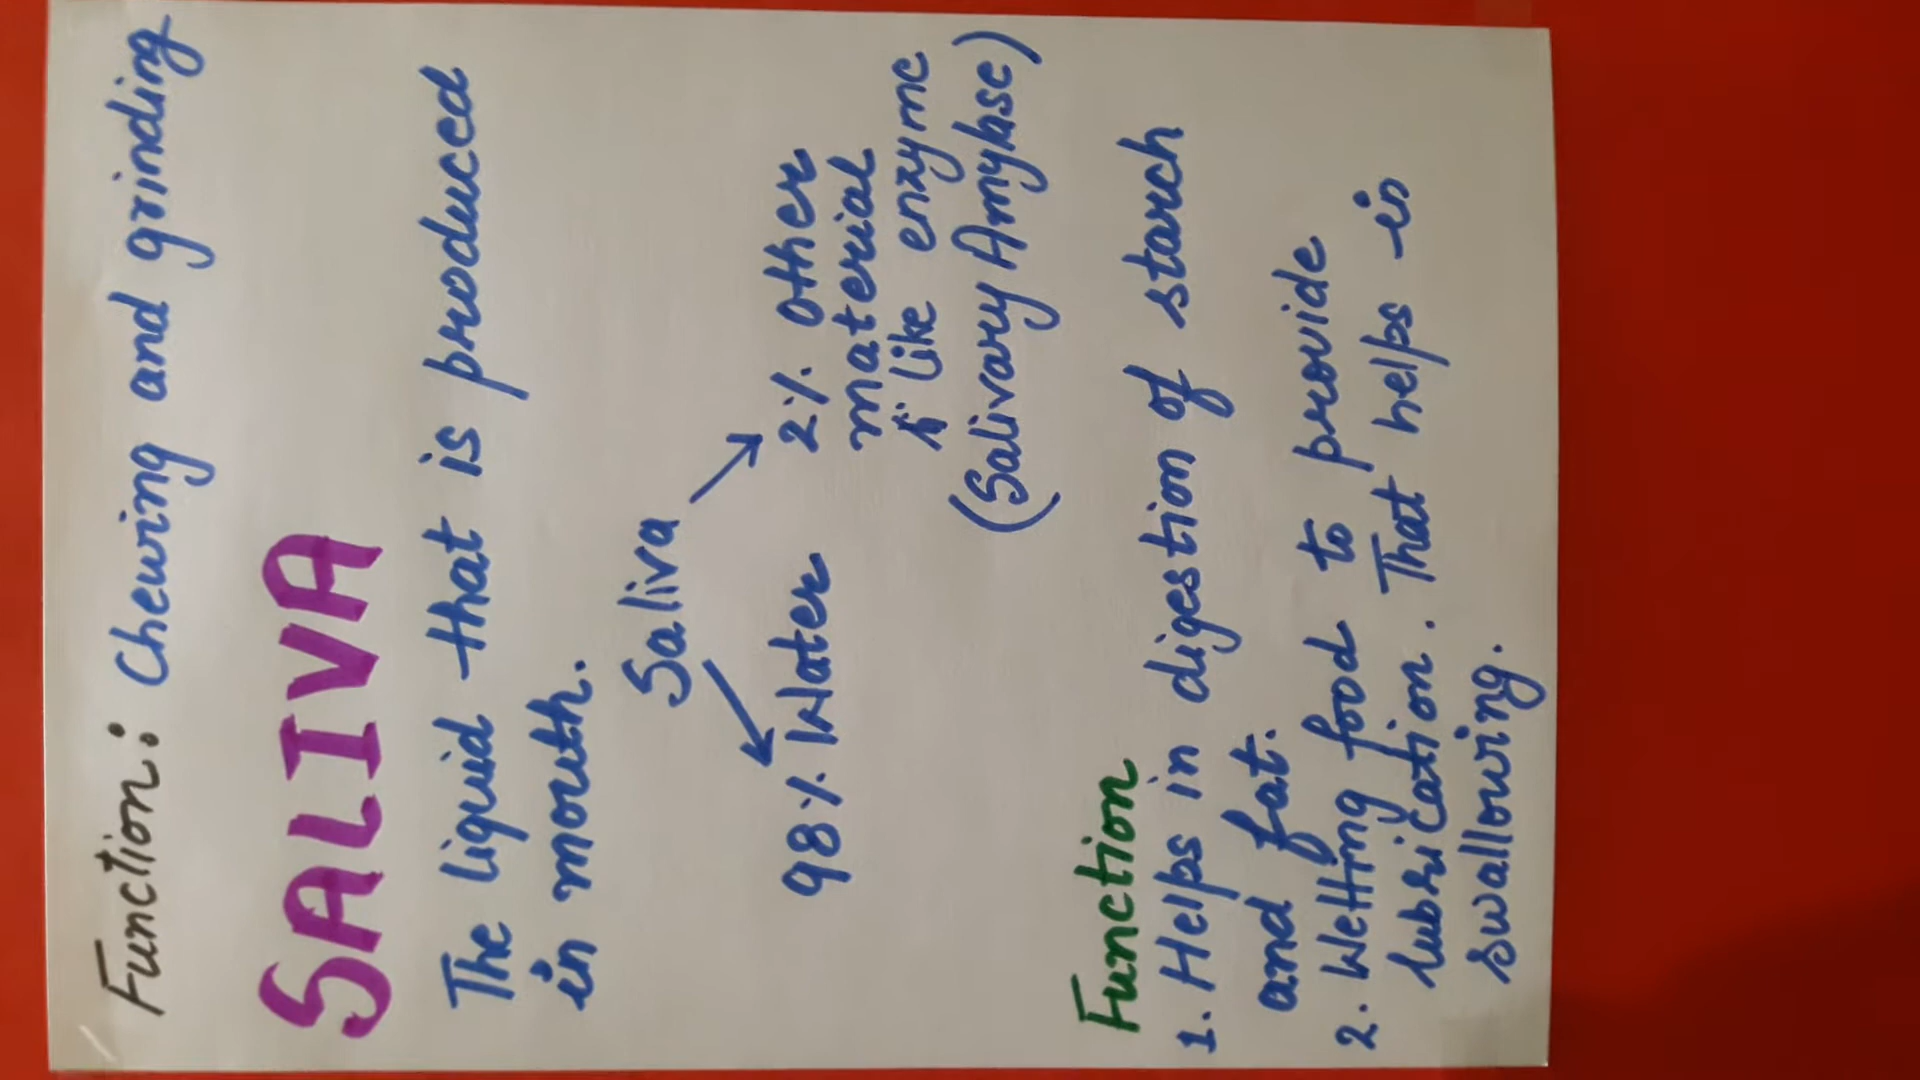 Function: Chewing and grinding
SALIVA
The liquid that is produced
in mouth.
Saliva
98% Water
2% other
material
like enzyme
(Salivary Amylase)
Function
1. Helps in digestion of starch
and fat.
2. Wetting food to provide
lubrication. That helps in
swallowing.